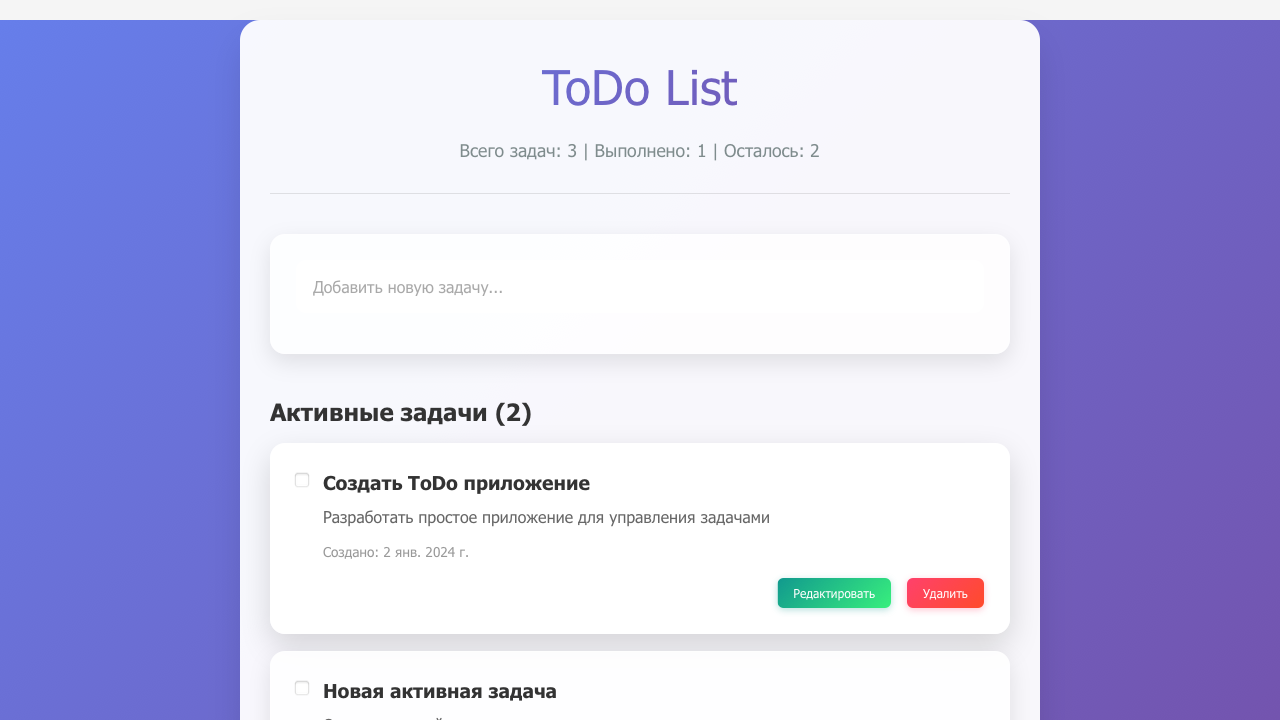 ToDo List
Всего задач: 3 | Выполнено: 1 | Осталось: 2
Добавить новую задачу...
Активные задачи (2)
Создать ToDo приложение
Разработать простое приложение для управления задачами
Создано: 2 янв. 2024 г.
Редактировать
Удалить
Новая активная задача